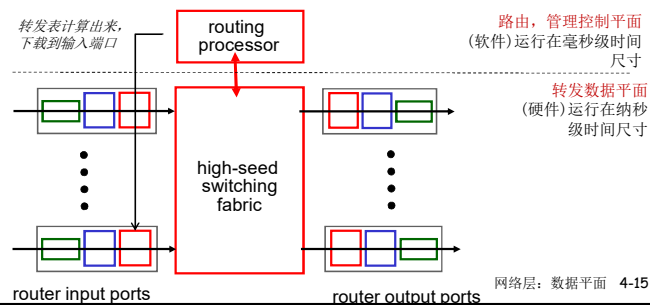 转发表计算出来，
下载到输入端口
routing
processor
路由，管理控制平面
(软件)运行在毫秒级时间
尺寸
转发数据平面
(硬件)运行在纳秒
级时间尺寸
high-seed
switching
fabric
router input ports
router output ports
网络层：数据平面 4-15